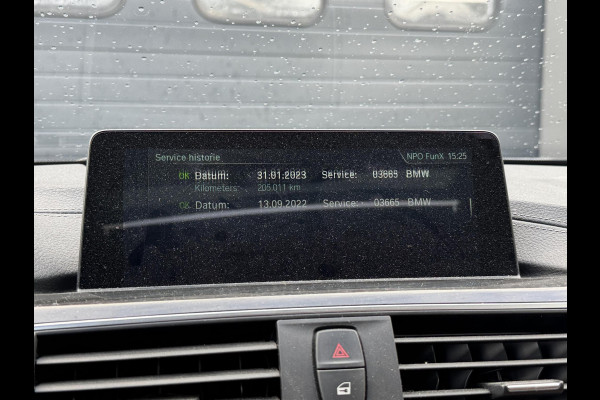 Service historie NPO FunX 15:25
OK Datum: 31.01.2023 Service: 03665 BMW
Kilometers: 205.011 km
OK Datum: 13.09.2022 Service: 03665 BMW